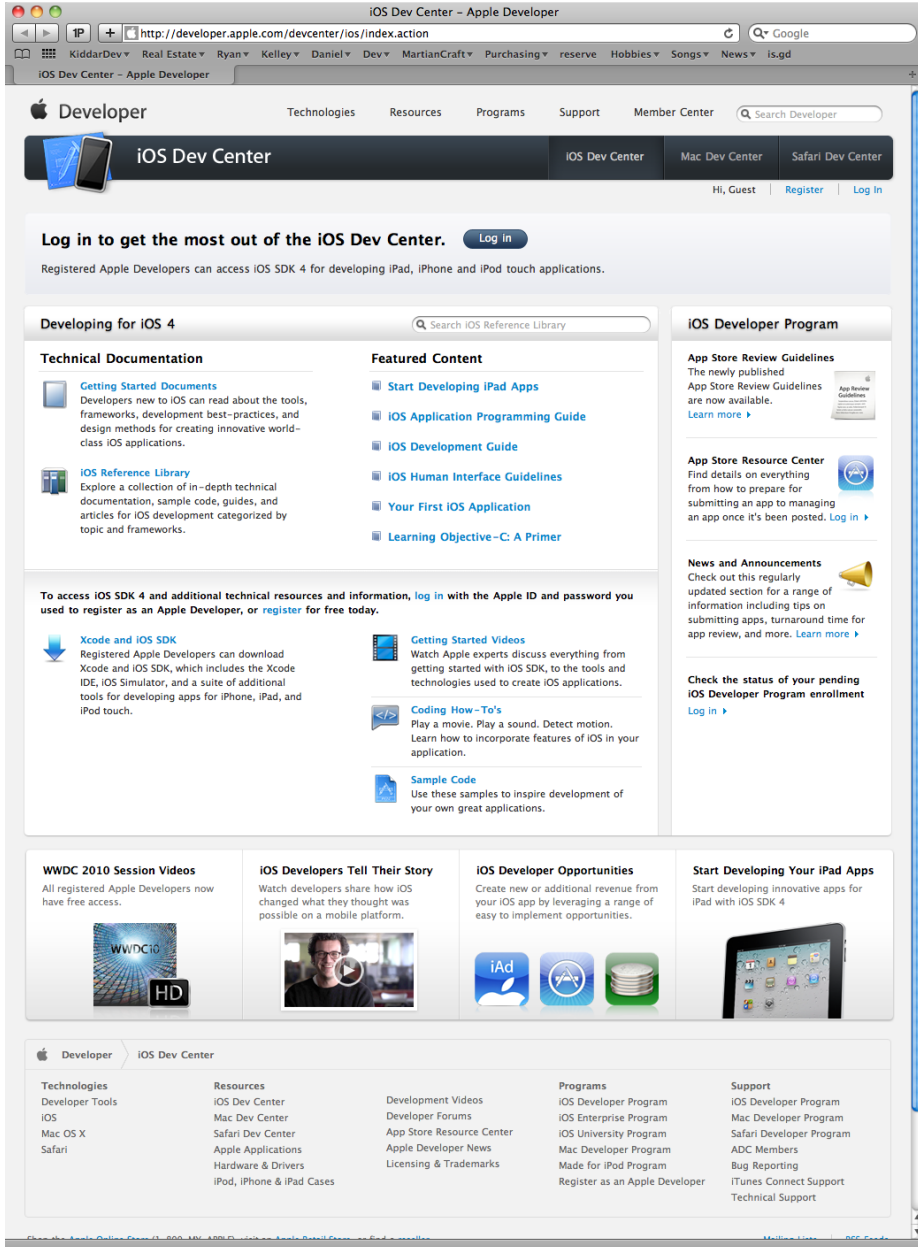 iOS Dev Center – Apple Developer
1P
+
http://developer.apple.com/devcenter/ios/index.action
Google
KiddarDev Real Estate Ryan Kelley Daniel Dev MartianCraft Purchasing reserve Hobbies Songs News is.gd
iOS Dev Center – Apple Developer
Developer
Technologies Resources Programs Support Member Center
Search Developer
iOS Dev Center
iOS Dev Center Mac Dev Center Safari Dev Center
Hi, Guest Register Log In
Log in to get the most out of the iOS Dev Center. Log in
Registered Apple Developers can access iOS SDK 4 for developing iPad, iPhone and iPod touch applications.
Developing for iOS 4
Search iOS Reference Library
Technical Documentation
Getting Started Documents
Developers new to iOS can read about the tools,
frameworks, development best-practices, and
design methods for creating innovative world-
class iOS applications.
iOS Reference Library
Explore a collection of in-depth technical
documentation, sample code, guides, and
articles for iOS development categorized by
topic and frameworks.
Featured Content
Start Developing iPad Apps
iOS Application Programming Guide
iOS Development Guide
iOS Human Interface Guidelines
Your First iOS Application
Learning Objective-C: A Primer
To access iOS SDK 4 and additional technical resources and information, log in with the Apple ID and password you
used to register as an Apple Developer, or register for free today.
Xcode and iOS SDK
Registered Apple Developers can download
Xcode and iOS SDK, which includes the Xcode
IDE, iOS Simulator, and a suite of additional
tools for developing apps for iPhone, iPad, and
iPod touch.
Getting Started Videos
Watch Apple experts discuss everything from
getting started with iOS SDK, to the tools and
technologies used to create iOS applications.
Coding How-To's
Play a movie. Play a sound. Detect motion.
Learn how to incorporate features of iOS in your
application.
Sample Code
Use these samples to inspire development of
your own great applications.
iOS Developer Program
App Store Review Guidelines
The newly published
App Store Review Guidelines
are now available.
Learn more
App Review
Guidelines
App Store Resource Center
Find details on everything
from how to prepare for
submitting an app to managing
an app once it's been posted. Log in
News and Announcements
Check out this regularly
updated section for a range of
information including tips on
submitting apps, turnaround time for
app review, and more. Learn more
Check the status of your pending
iOS Developer Program enrollment
Log in
WWDC 2010 Session Videos
All registered Apple Developers now
have free access.
WWDC10
HD
iOS Developers Tell Their Story
Watch developers share how iOS
changed what they thought was
possible on a mobile platform.
iOS Developer Opportunities
Create new or additional revenue from
your iOS app by leveraging a range of
easy to implement opportunities.
iAd
Start Developing Your iPad Apps
Start developing innovative apps for
iPad with iOS SDK 4
Developer iOS Dev Center
Technologies
Developer Tools
iOS
Mac OS X
Safari
Resources
iOS Dev Center
Mac Dev Center
Safari Dev Center
Apple Applications
Hardware & Drivers
iPod, iPhone & iPad Cases
Development Videos
Developer Forums
App Store Resource Center
Apple Developer News
Licensing & Trademarks
Programs
iOS Developer Program
iOS Enterprise Program
iOS University Program
Mac Developer Program
Made for iPod Program
Register as an Apple Developer
Support
iOS Developer Program
Mac Developer Program
Safari Developer Program
ADC Members
Bug Reporting
iTunes Connect Support
Technical Support
Shop the Apple Online Store (1-800-MY-APPLE), visit an Apple Retail Store, or find a reseller.
Mailing Lists RSS Feeds